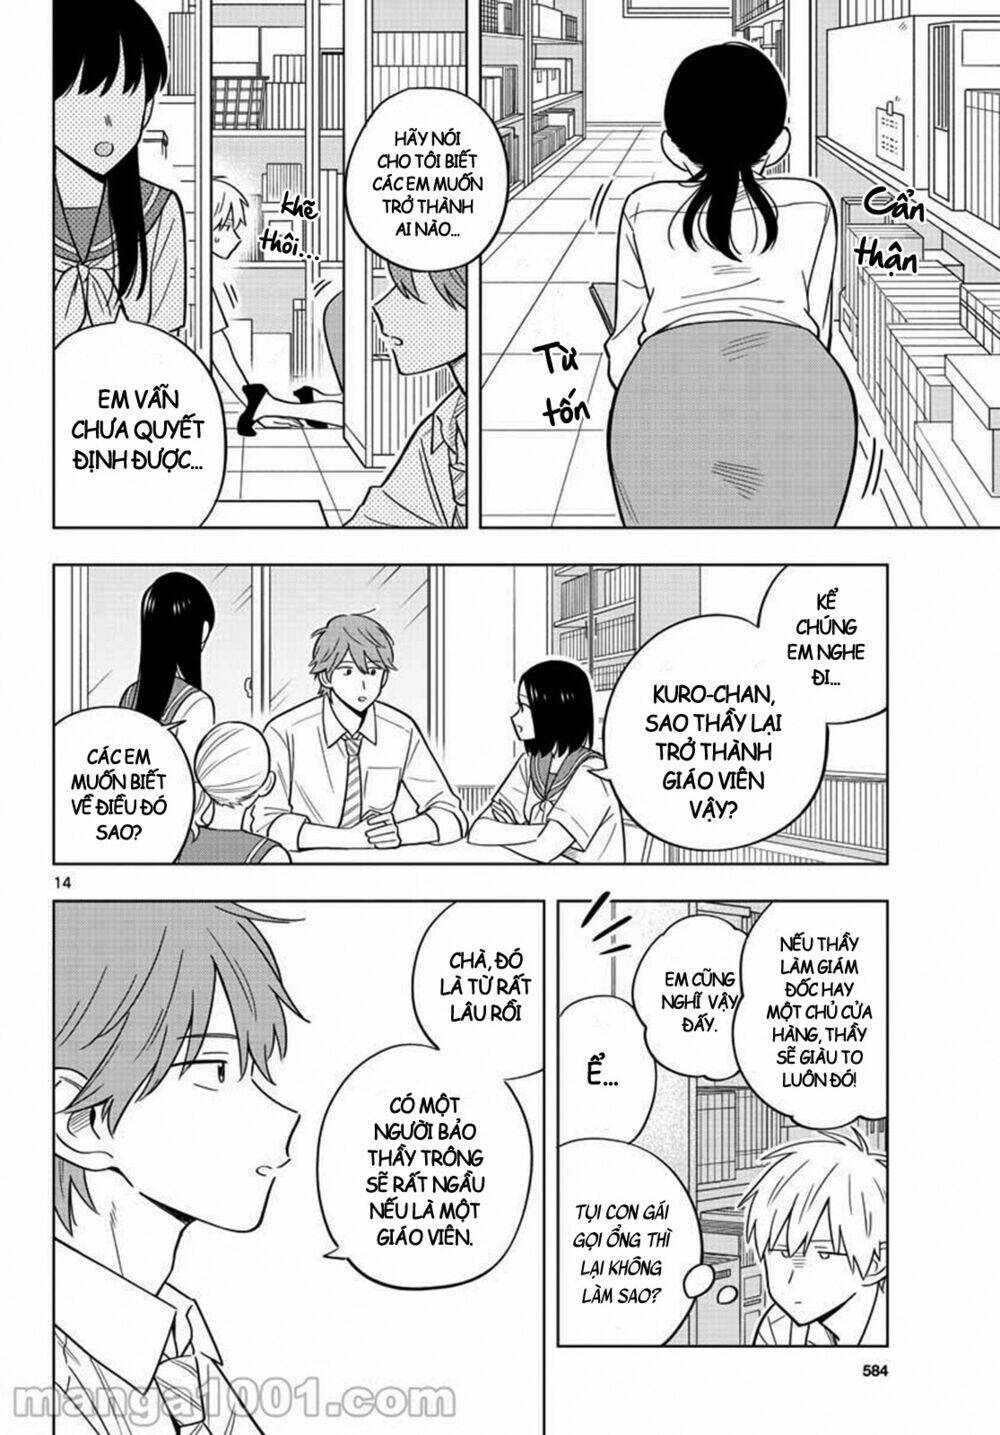 Cẩn
thận
Từ
tốn
HÃY NÓI
CHO TÔI BIẾT
CÁC EM MUỐN
TRỞ THÀNH
AI NÀO...
khẽ
thôi...
EM VẪN
CHƯA QUYẾT
ĐỊNH ĐƯỢC...
KỂ
CHÚNG
EM NGHE
ĐI...
KURO-CHAN,
SAO THẦY LẠI
TRỞ THÀNH
GIÁO VIÊN
VẬY?
CÁC EM
MUỐN BIẾT
VỀ ĐIỀU ĐÓ
SAO?
14
NẾU THẦY
LÀM GIÁM
ĐỐC HAY
MỘT CHỦ CỬA
HÀNG, THẦY
SẼ GIÀU TO
LUÔN ĐÓ!
EM CŨNG
NGHĨ VẬY
ĐẤY.
Ể...
TỤI CON GÁI
GỌI ỔNG THÌ
LẠI KHÔNG
LÀM SAO?
CHÀ, ĐÓ
LÀ TỪ RẤT
LÂU RỒI
CÓ MỘT
NGƯỜI BẢO
THẦY TRÔNG
SẼ RẤT NGẦU
NẾU LÀ MỘT
GIÁO VIÊN.
584
manga1001.com